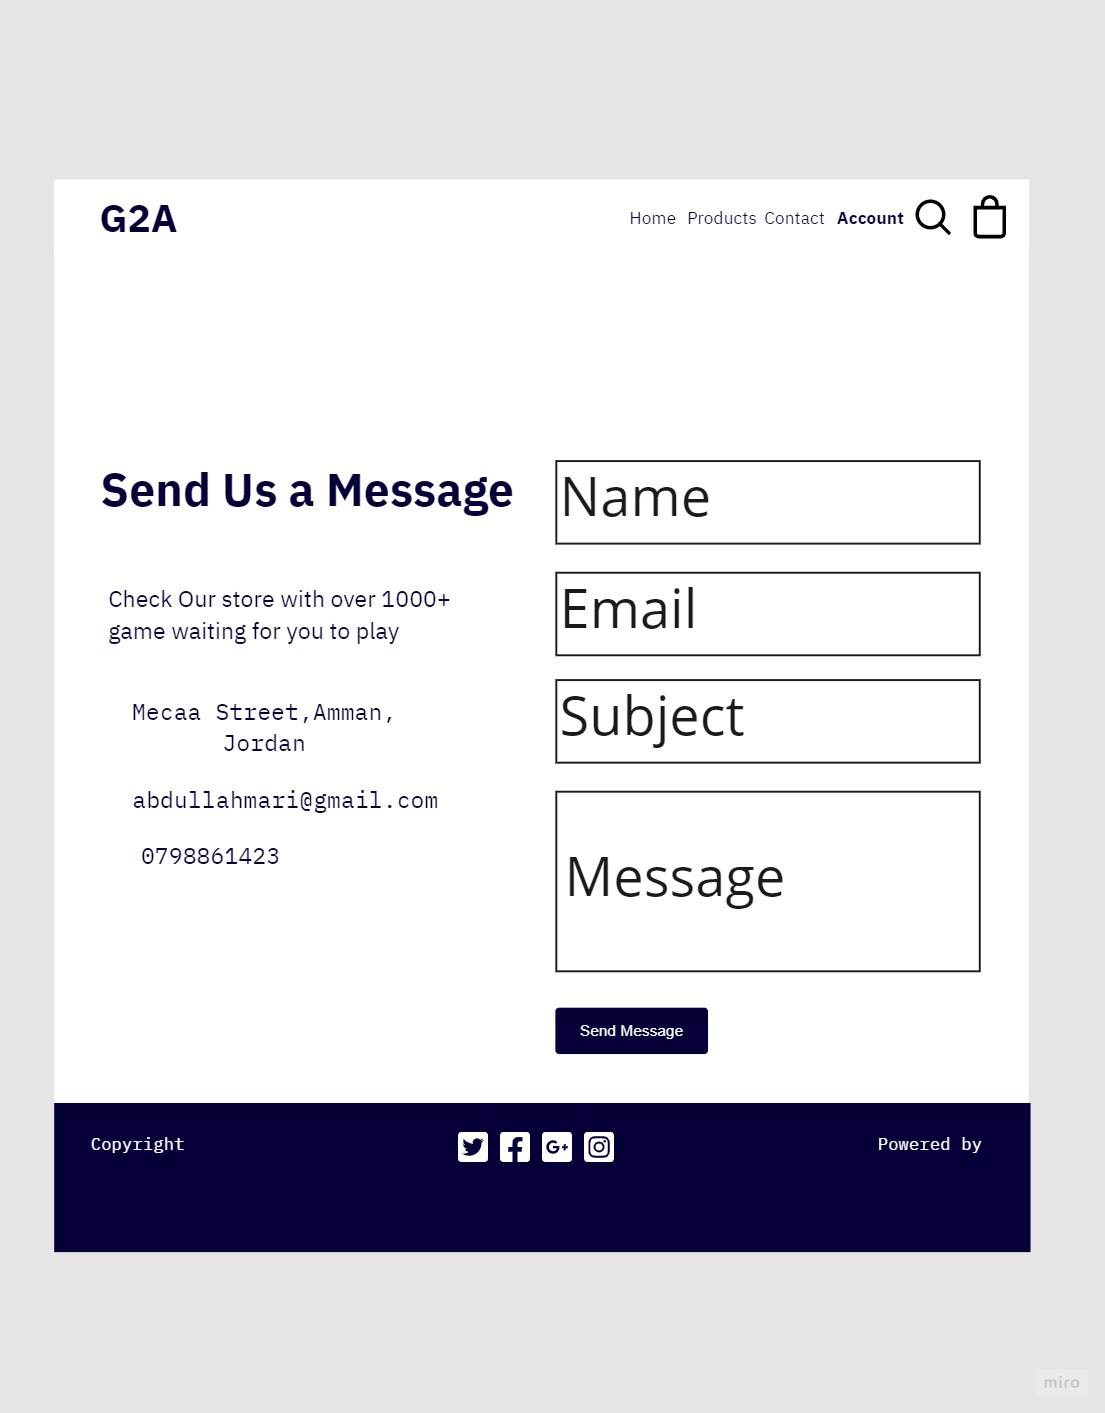 G2A
Home Products Contact Account
Send Us a Message
Check Our store with over 1000+
game waiting for you to play
Mecaa Street,Amman,
Jordan
abdullahmari@gmail.com
0798861423
Name
Email
Subject
Message
Send Message
Copyright
G+
Powered by
miro